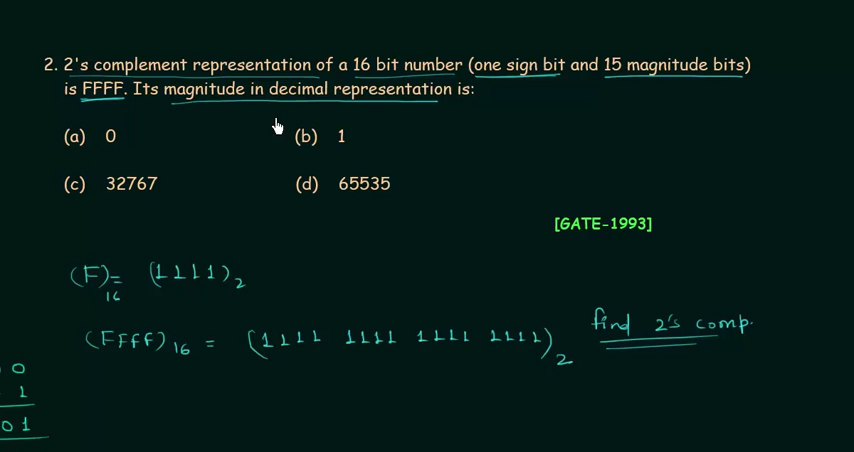 2. 2's complement representation of a 16 bit number (one sign bit and 15 magnitude bits)
is FFFF. Its magnitude in decimal representation is:
(a) 0 (b) 1
(c) 32767 (d) 65535
[GATE-1993]
(F)₁₆ = (1111)₂
(FFFF)₁₆ = (1111 1111 1111 1111)₂ find 2's comp.
0
1
01